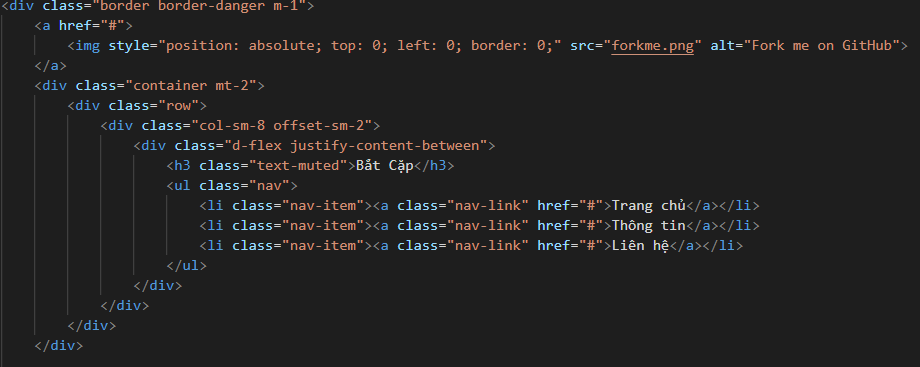 <div class="border border-danger m-1">
    <a href="#">
        <img style="position: absolute; top: 0; left: 0; border: 0;" src="forkme.png" alt="Fork me on GitHub">
    </a>
    <div class="container mt-2">
        <div class="row">
            <div class="col-sm-8 offset-sm-2">
                <div class="d-flex justify-content-between">
                    <h3 class="text-muted">Bắt Cặp</h3>
                    <ul class="nav">
                        <li class="nav-item"><a class="nav-link" href="#">Trang chủ</a></li>
                        <li class="nav-item"><a class="nav-link" href="#">Thông tin</a></li>
                        <li class="nav-item"><a class="nav-link" href="#">Liên hệ</a></li>
                    </ul>
                </div>
            </div>
        </div>
    </div>